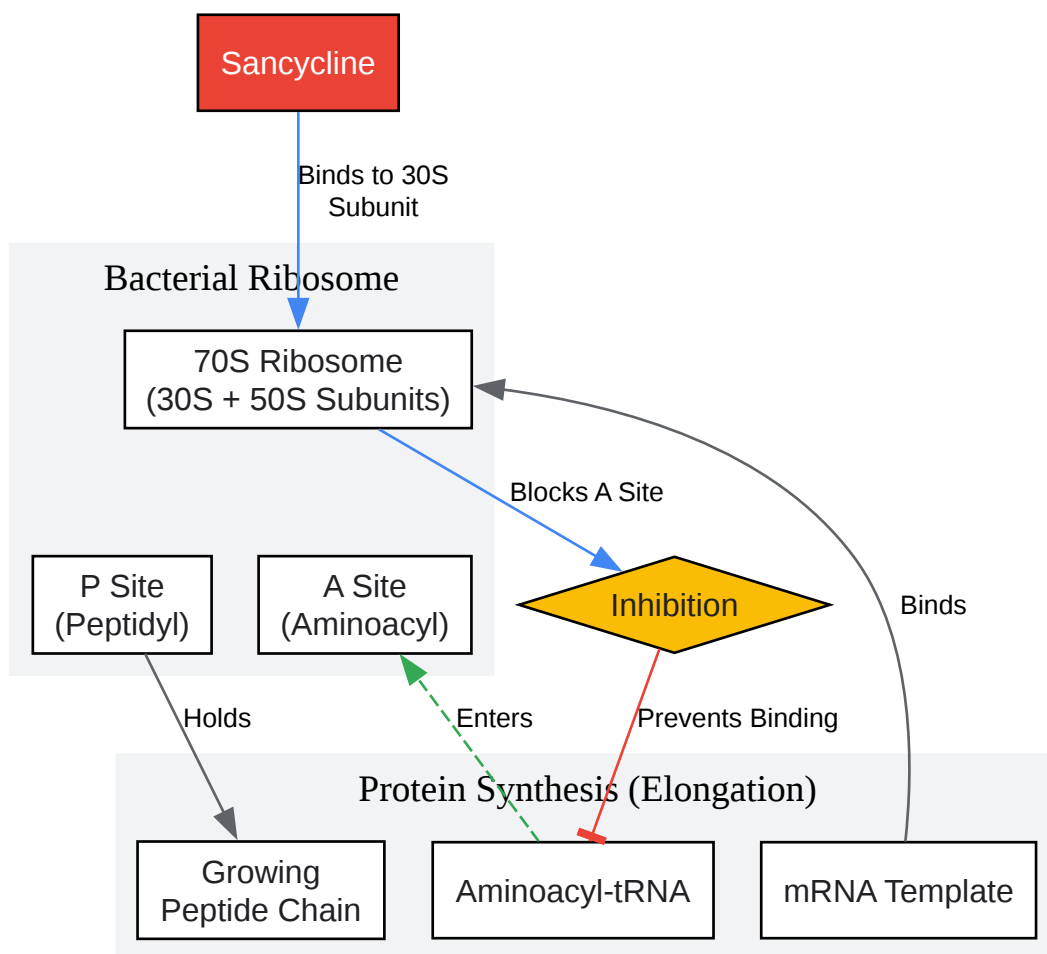 Sancycline
Binds to 30S
Subunit
Bacterial Ribosome
70S Ribosome
(30S + 50S Subunits)
Blocks A Site
P Site
(Peptidyl)
A Site
(Aminoacyl)
Inhibition
Binds
Holds
Enters
Prevents Binding
Protein Synthesis (Elongation)
Growing
Peptide Chain
Aminoacyl-tRNA
mRNA Template